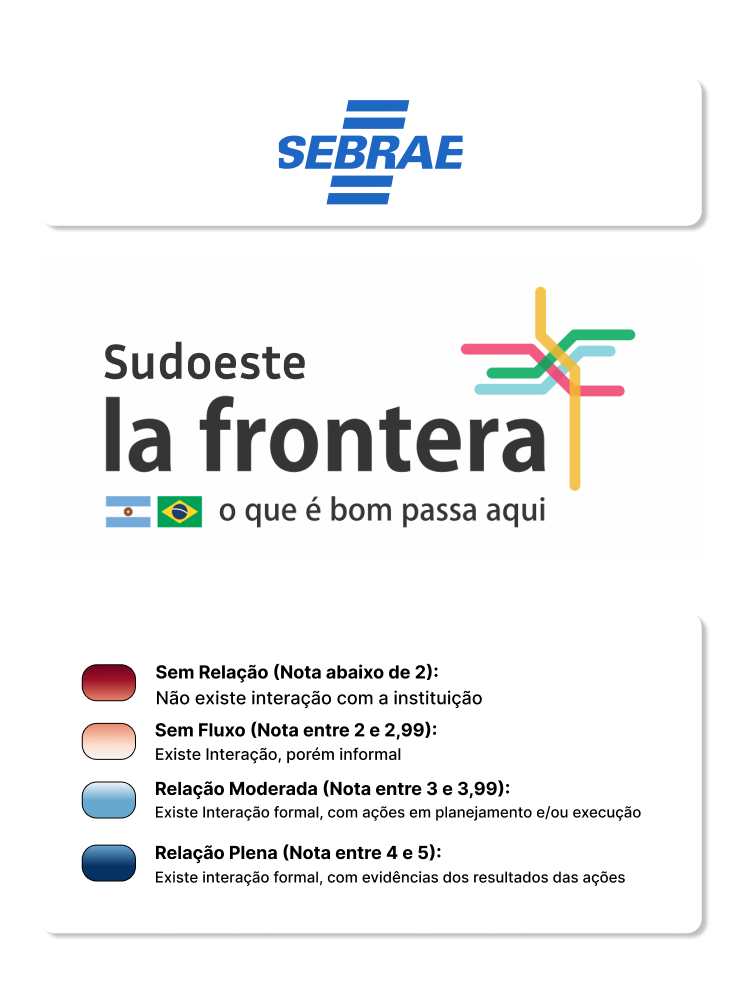 SEBRAE
Sudoeste
la frontera
o que é bom passa aqui
Sem Relação (Nota abaixo de 2):
Não existe interação com a instituição
Sem Fluxo (Nota entre 2 e 2,99):
Existe Interação, porém informal
Relação Moderada (Nota entre 3 e 3,99):
Existe Interação formal, com ações em planejamento e/ou execução
Relação Plena (Nota entre 4 e 5):
Existe interação formal, com evidências dos resultados das ações